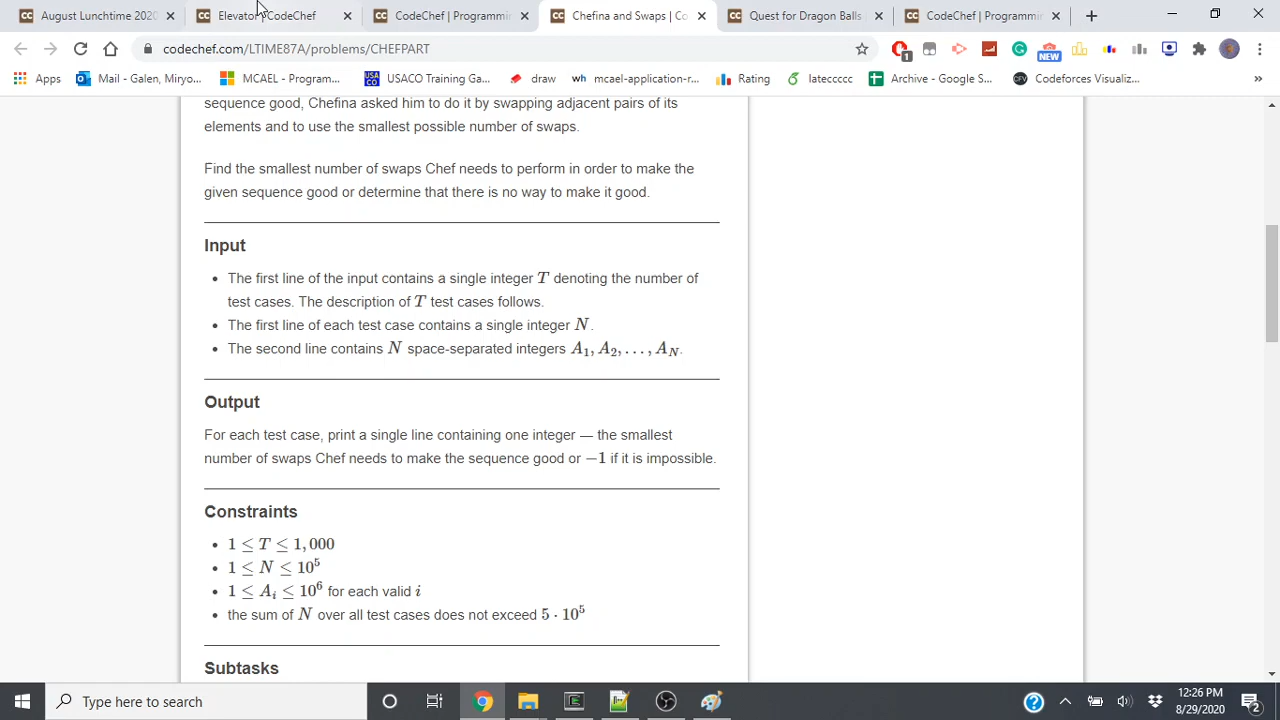 August Lunchtime 2020
Elevator | CodeChef
CodeChef | Programmin
Chefina and Swaps | Co
Quest for Dragon Balls
CodeChef | Programmin
codechef.com/LTIME87A/problems/CHEFPART
1
NEW
Apps
Mail - Galen, Miryo...
MCAEL - Program...
USACO Training Ga...
draw
mcael-application-r...
Rating
lateccccc
Archive - Google S...
Codeforces Visualiz...
»
sequence good, Chefina asked him to do it by swapping adjacent pairs of its
elements and to use the smallest possible number of swaps.
Find the smallest number of swaps Chef needs to perform in order to make the
given sequence good or determine that there is no way to make it good.
Input
• The first line of the input contains a single integer T denoting the number of
test cases. The description of T test cases follows.
• The first line of each test case contains a single integer N.
• The second line contains N space-separated integers A₁, A₂, . . . , A_N.
Output
For each test case, print a single line containing one integer — the smallest
number of swaps Chef needs to make the sequence good or −1 if it is impossible.
Constraints
• 1 ≤ T ≤ 1, 000
• 1 ≤ N ≤ 10⁵
• 1 ≤ Aᵢ ≤ 10⁶ for each valid i
• the sum of N over all test cases does not exceed 5 · 10⁵
Subtasks
Type here to search
12:26 PM
8/29/2020
2